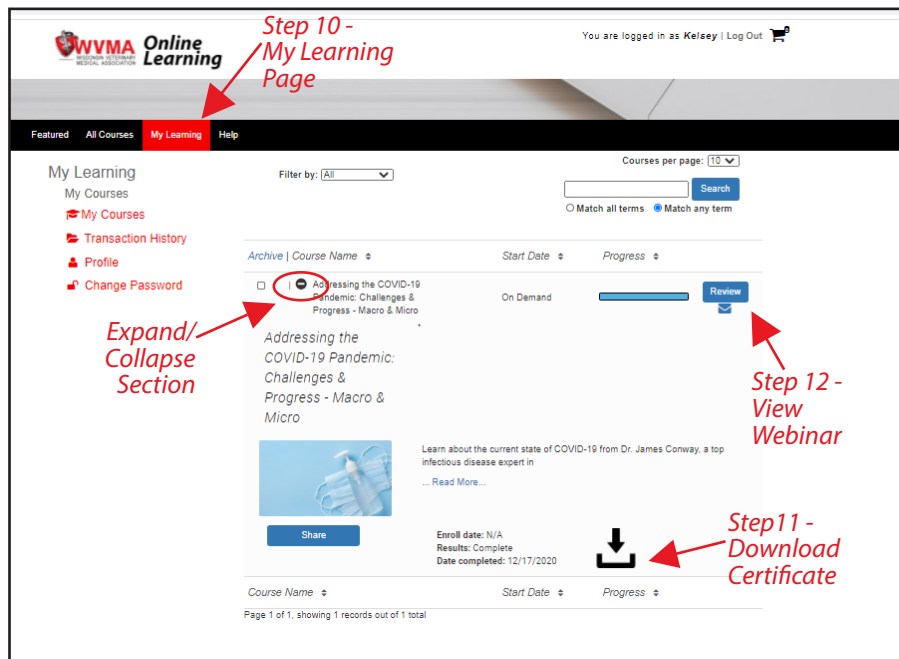 Step 10 -
My Learning
Page
WVMA Online
WISCONSIN VETERINARY
MEDICAL ASSOCIATION Learning
You are logged in as Kelsey | Log Out
Featured All Courses My Learning Help
My Learning
My Courses
My Courses
Transaction History
Profile
Change Password
Filter by: All
Courses per page: 10
Search
Match all terms Match any term
Archive | Course Name Start Date Progress
| Addressing the COVID-19
Pandemic: Challenges &
Progress - Macro & Micro
On Demand
Review
Expand/
Collapse
Section
Addressing the
COVID-19 Pandemic:
Challenges &
Progress - Macro &
Micro
Step 12 -
View
Webinar
Learn about the current state of COVID-19 from Dr. James Conway, a top
infectious disease expert in
... Read More...
Share
Enroll date: N/A
Results: Complete
Date completed: 12/17/2020
Step11 -
Download
Certificate
Course Name Start Date Progress
Page 1 of 1, showing 1 records out of 1 total